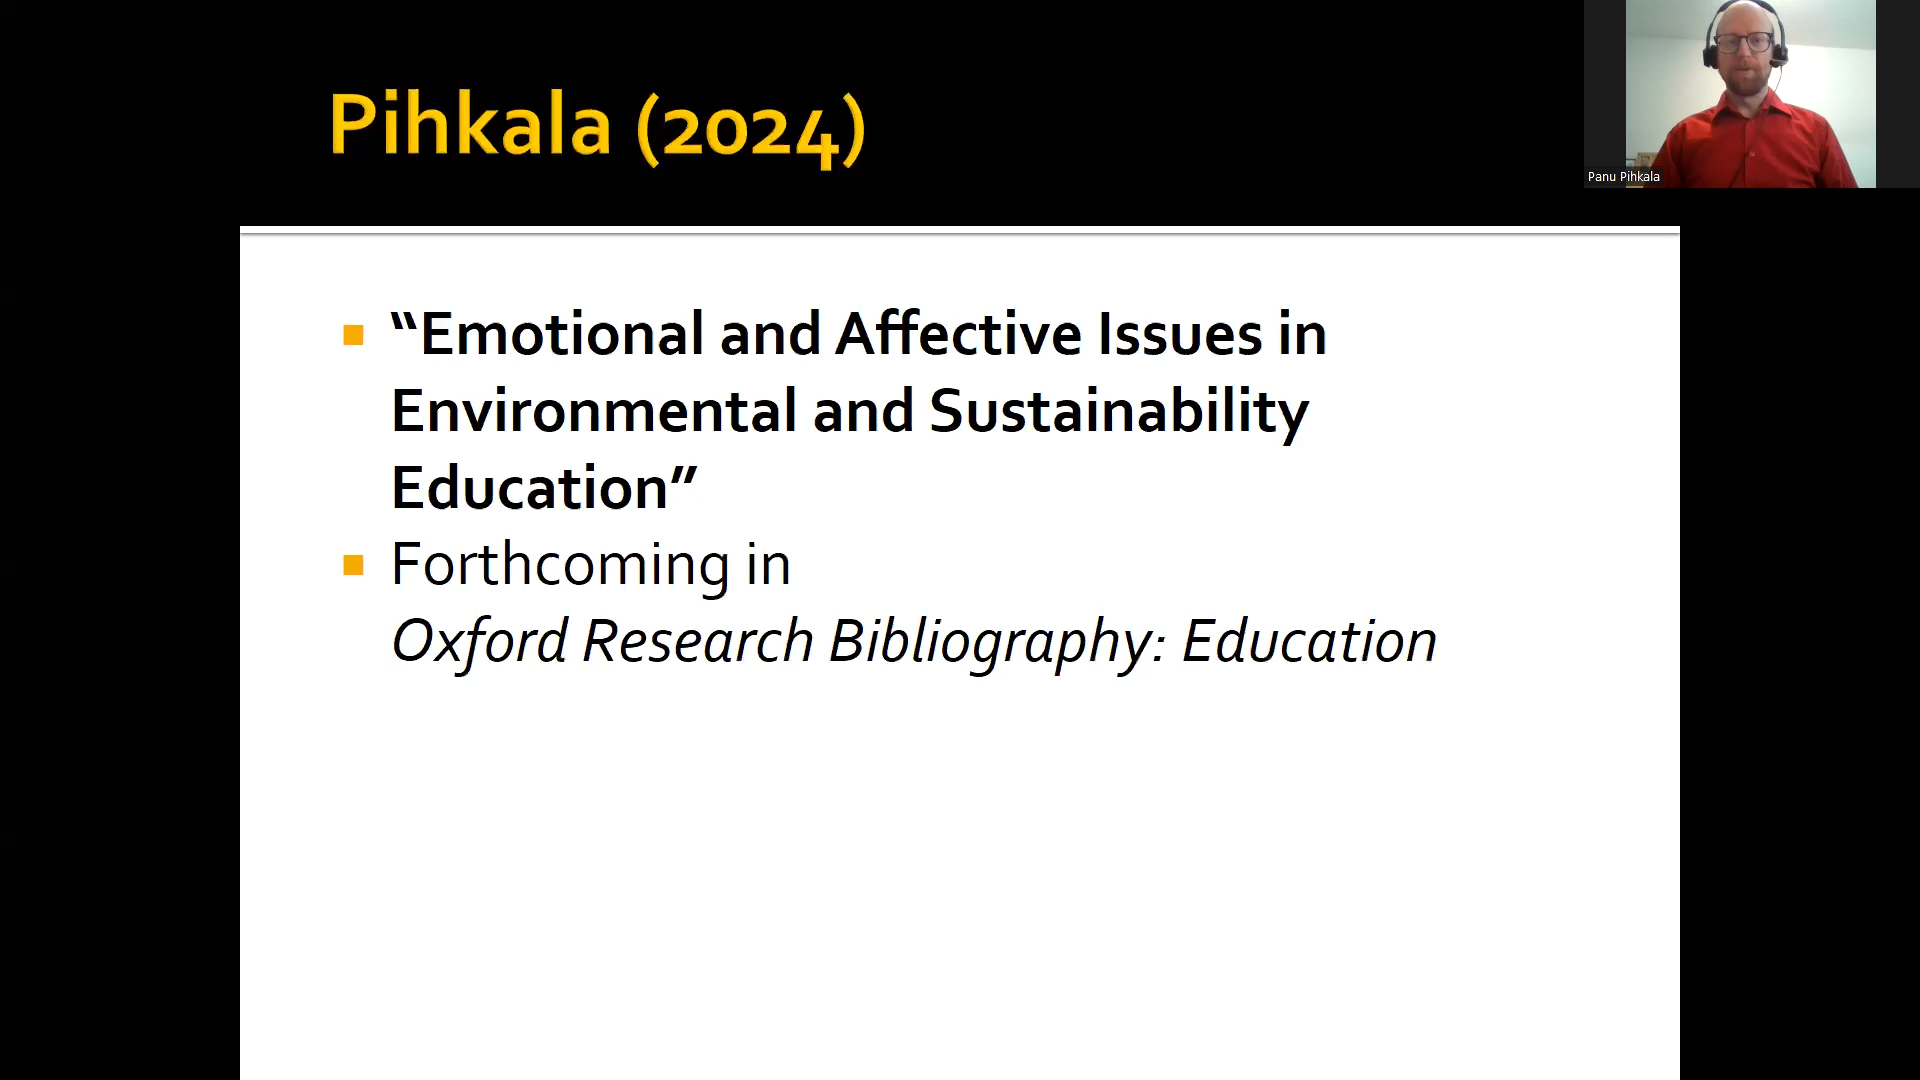 Pihkala (2024)
Panu Pihkala
“Emotional and Affective Issues in
Environmental and Sustainability
Education”
Forthcoming in
Oxford Research Bibliography: Education